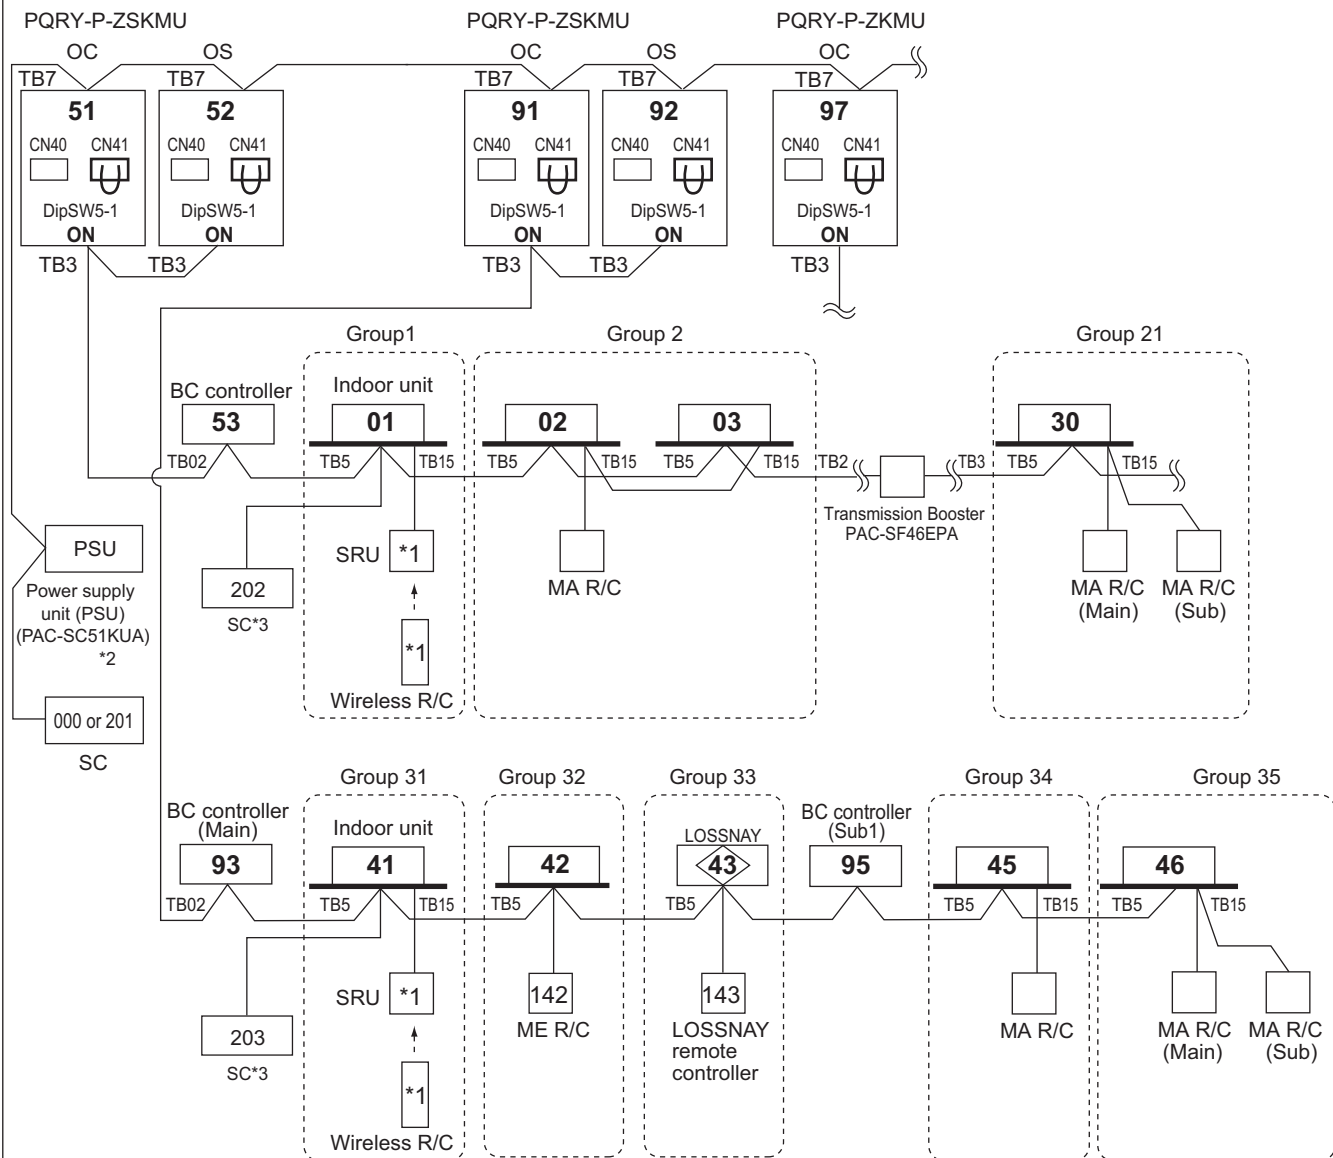 PQRY-P-ZSKMU PQRY-P-ZSKMU PQRY-P-ZKMU
OC OS OC OS OC
TB7 TB7 TB7 TB7 TB7
51 52 91 92 97
CN40 CN41 CN40 CN41 CN40 CN41 CN40 CN41 CN40 CN41
DipSW5-1 DipSW5-1 DipSW5-1 DipSW5-1 DipSW5-1
ON ON ON ON ON
TB3 TB3 TB3 TB3 TB3
Group1 Group 2 Group 21
BC controller Indoor unit
53 01 02 03 30
TB02 TB5 TB15 TB5 TB15 TB5 TB15 TB2 TB3 TB5 TB15
Transmission Booster
PAC-SF46EPA
PSU SRU *1
202 MA R/C MA R/C
(Main) MA R/C
(Sub)
SC*3
Power supply
unit (PSU)
(PAC-SC51KUA)
*2
*1
Wireless R/C
000 or 201
SC
Group 31 Group 32 Group 33 Group 34 Group 35
BC controller
(Main) Indoor unit LOSSNAY BC controller
(Sub1)
93 41 42 43 95 45 46
TB02 TB5 TB15 TB5 TB5 TB5 TB15 TB5 TB15
SRU *1 142 143
203 ME R/C LOSSNAY
remote
controller MA R/C MA R/C
(Main) MA R/C
(Sub)
SC*3
*1
Wireless R/C